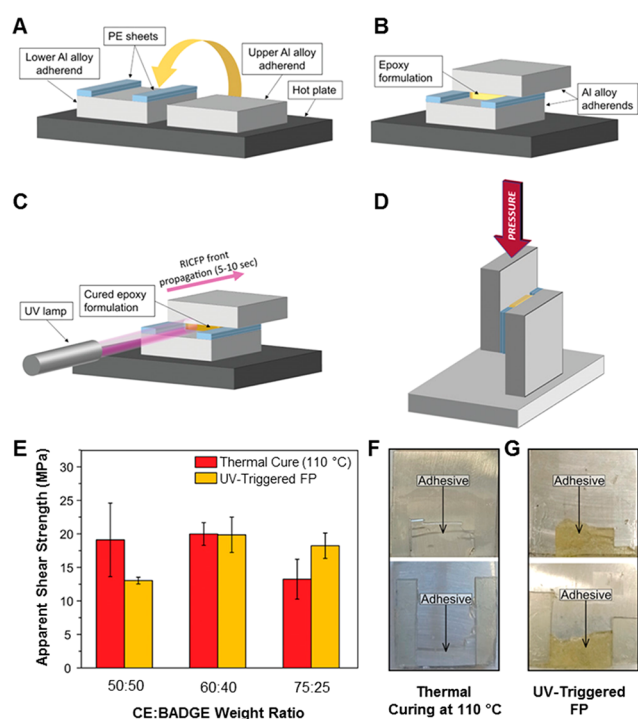 A
PE sheets
Lower Al alloy
adherend
Upper Al alloy
adherend
Hot plate
B
Epoxy
formulation
Al alloy
adherends
C
RICFP front
propagation (5-10 sec)
Cured epoxy
formulation
UV lamp
D
PRESSURE
E
Apparent Shear Strength (MPa)
30
25
20
15
10
5
0
Thermal Cure (110 °C)
UV-Triggered FP
50:50
60:40
75:25
CE:BADGE Weight Ratio
F
Adhesive
Adhesive
Thermal
Curing at 110 °C
G
Adhesive
Adhesive
UV-Triggered
FP